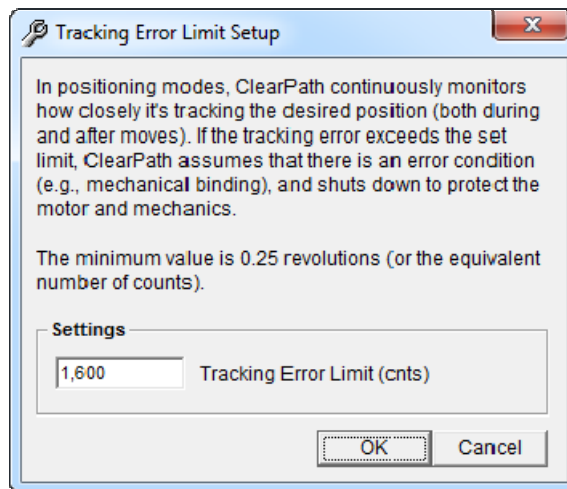 Tracking Error Limit Setup
In positioning modes, ClearPath continuously monitors
how closely it's tracking the desired position (both during
and after moves). If the tracking error exceeds the set
limit, ClearPath assumes that there is an error condition
(e.g., mechanical binding), and shuts down to protect the
motor and mechanics.
The minimum value is 0.25 revolutions (or the equivalent
number of counts).
Settings
1,600 Tracking Error Limit (cnts)
OK Cancel